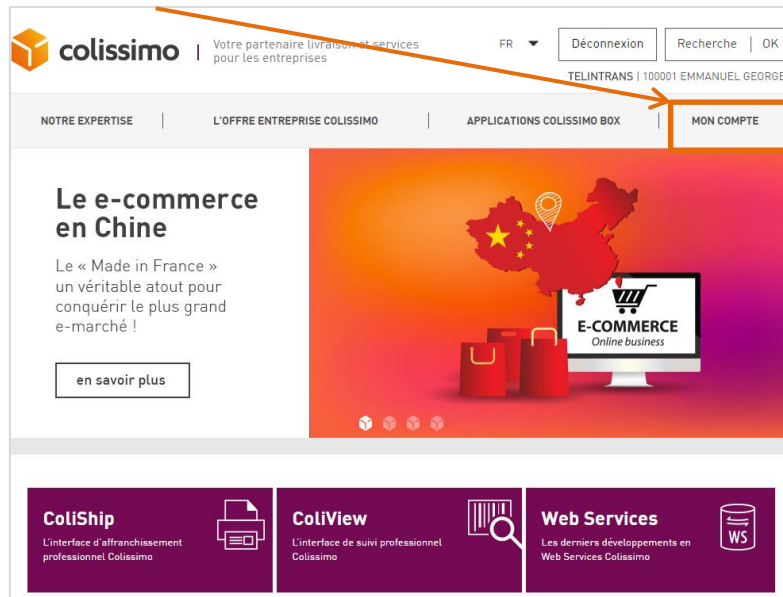 colissimo | Votre partenaire livraison et services
pour les entreprises
FR
Déconnexion
Recherche | OK
TELINTRANS | 100001 EMMANUEL GEORGE
NOTRE EXPERTISE | L'OFFRE ENTREPRISE COLISSIMO | APPLICATIONS COLISSIMO BOX | MON COMPTE
Le e-commerce
en Chine
Le « Made in France »
un véritable atout pour
conquérir le plus grand
e-marché !
en savoir plus
E-COMMERCE
Online business
ColiShip
L'interface d'affranchissement
professionnel Colissimo
ColiView
L'interface de suivi professionnel
Colissimo
Web Services
Les derniers développements en
Web Services Colissimo
WS